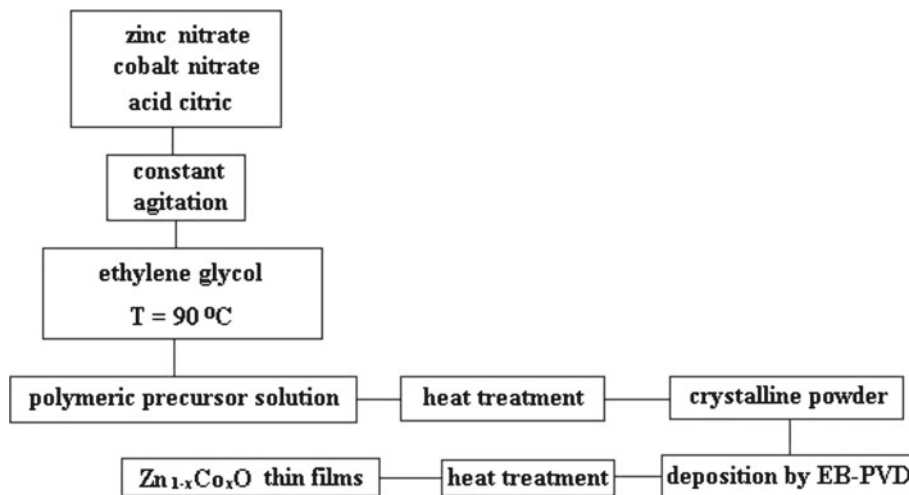 zinc nitrate
cobalt nitrate
acid citric
constant
agitation
ethylene glycol
T = 90 ºC
polymeric precursor solution
heat treatment
crystalline powder
deposition by EB-PVD
heat treatment
Zn₁₋ₓCoₓO thin films